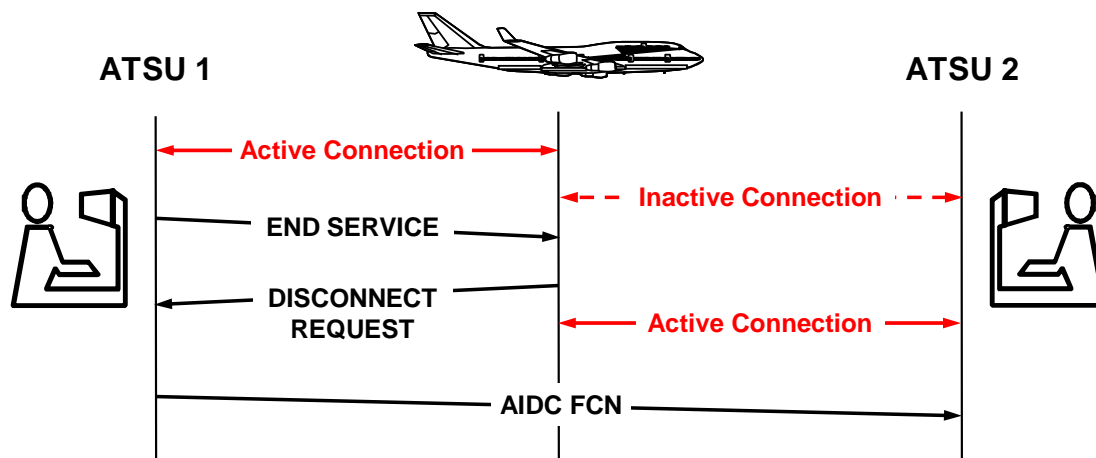 ATSU 1
ATSU 2
Active Connection
Inactive Connection
END SERVICE
DISCONNECT
REQUEST
Active Connection
AIDC FCN